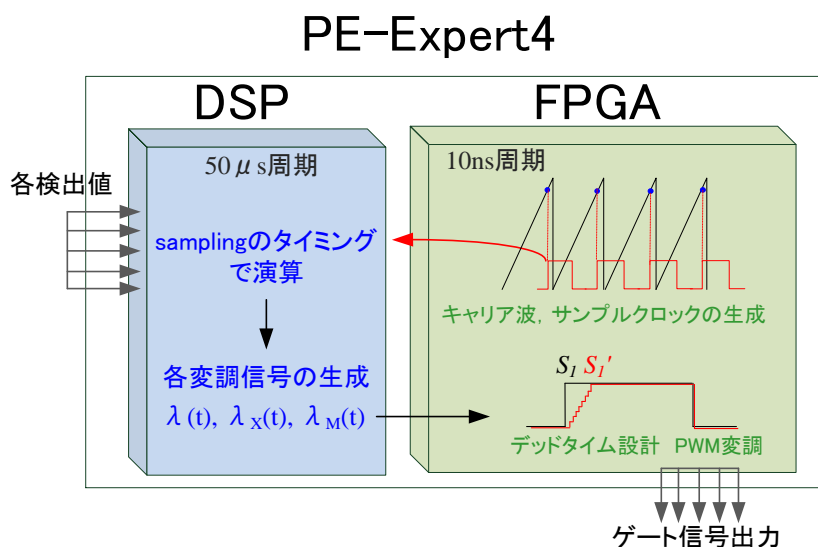 PE-Expert4
DSP
FPGA
各検出値
50μs周期
samplingのタイミング
で演算
各変調信号の生成
λ(t), λX(t), λM(t)
10ns周期
キャリア波, サンプルクロックの生成
S1 S1'
デッドタイム設計 PWM変調
ゲート信号出力